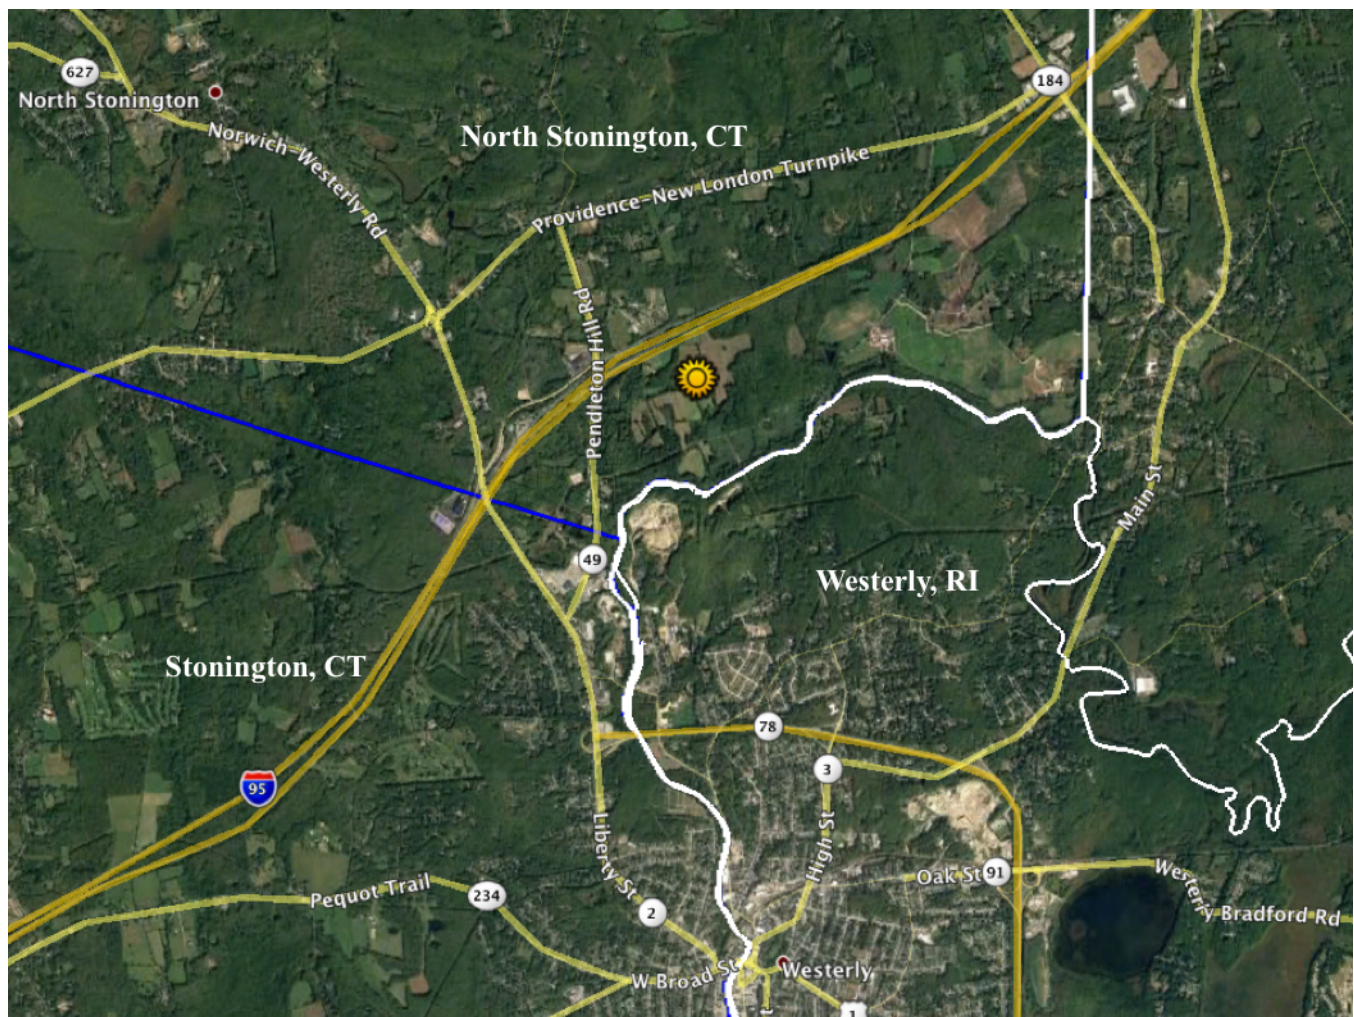 627
184
North Stonington
North Stonington, CT
Norwich-Westerly Rd
Providence-New London Turnpike
Pendleton Hill Rd
Main St
49
Westerly, RI
Stonington, CT
78
3
95
Liberty St
High St
Pequot Trail
234
Oak St
91
Westerly Bradford Rd
2
W Broad St
Westerly
1